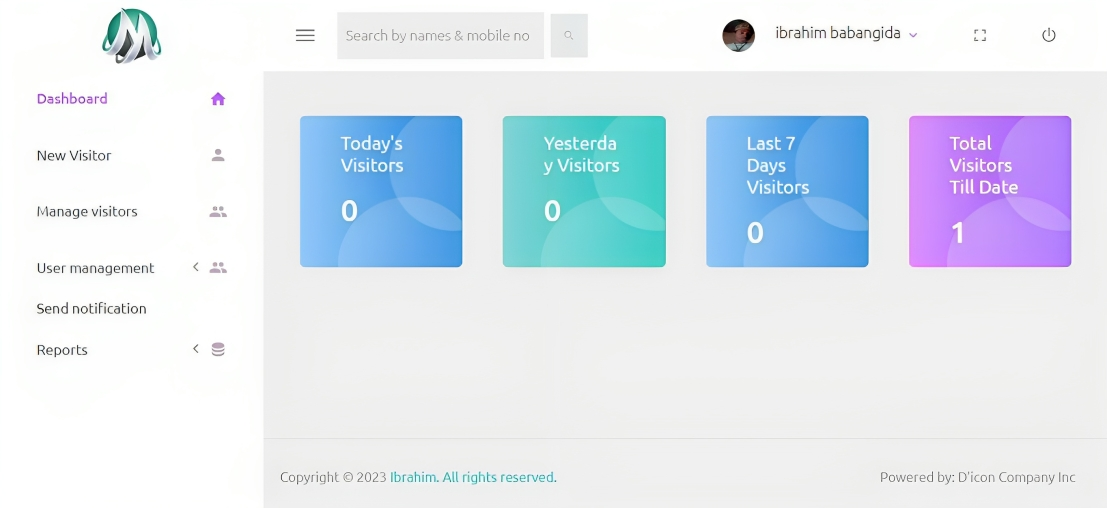 Search by names & mobile no
ibrahim babangida
Dashboard
New Visitor
Manage visitors
User management
Send notification
Reports
Today's
Visitors
0
Yesterda
y Visitors
0
Last 7
Days
Visitors
0
Total
Visitors
Till Date
1
Copyright © 2023 Ibrahim. All rights reserved.
Powered by: D'icon Company Inc